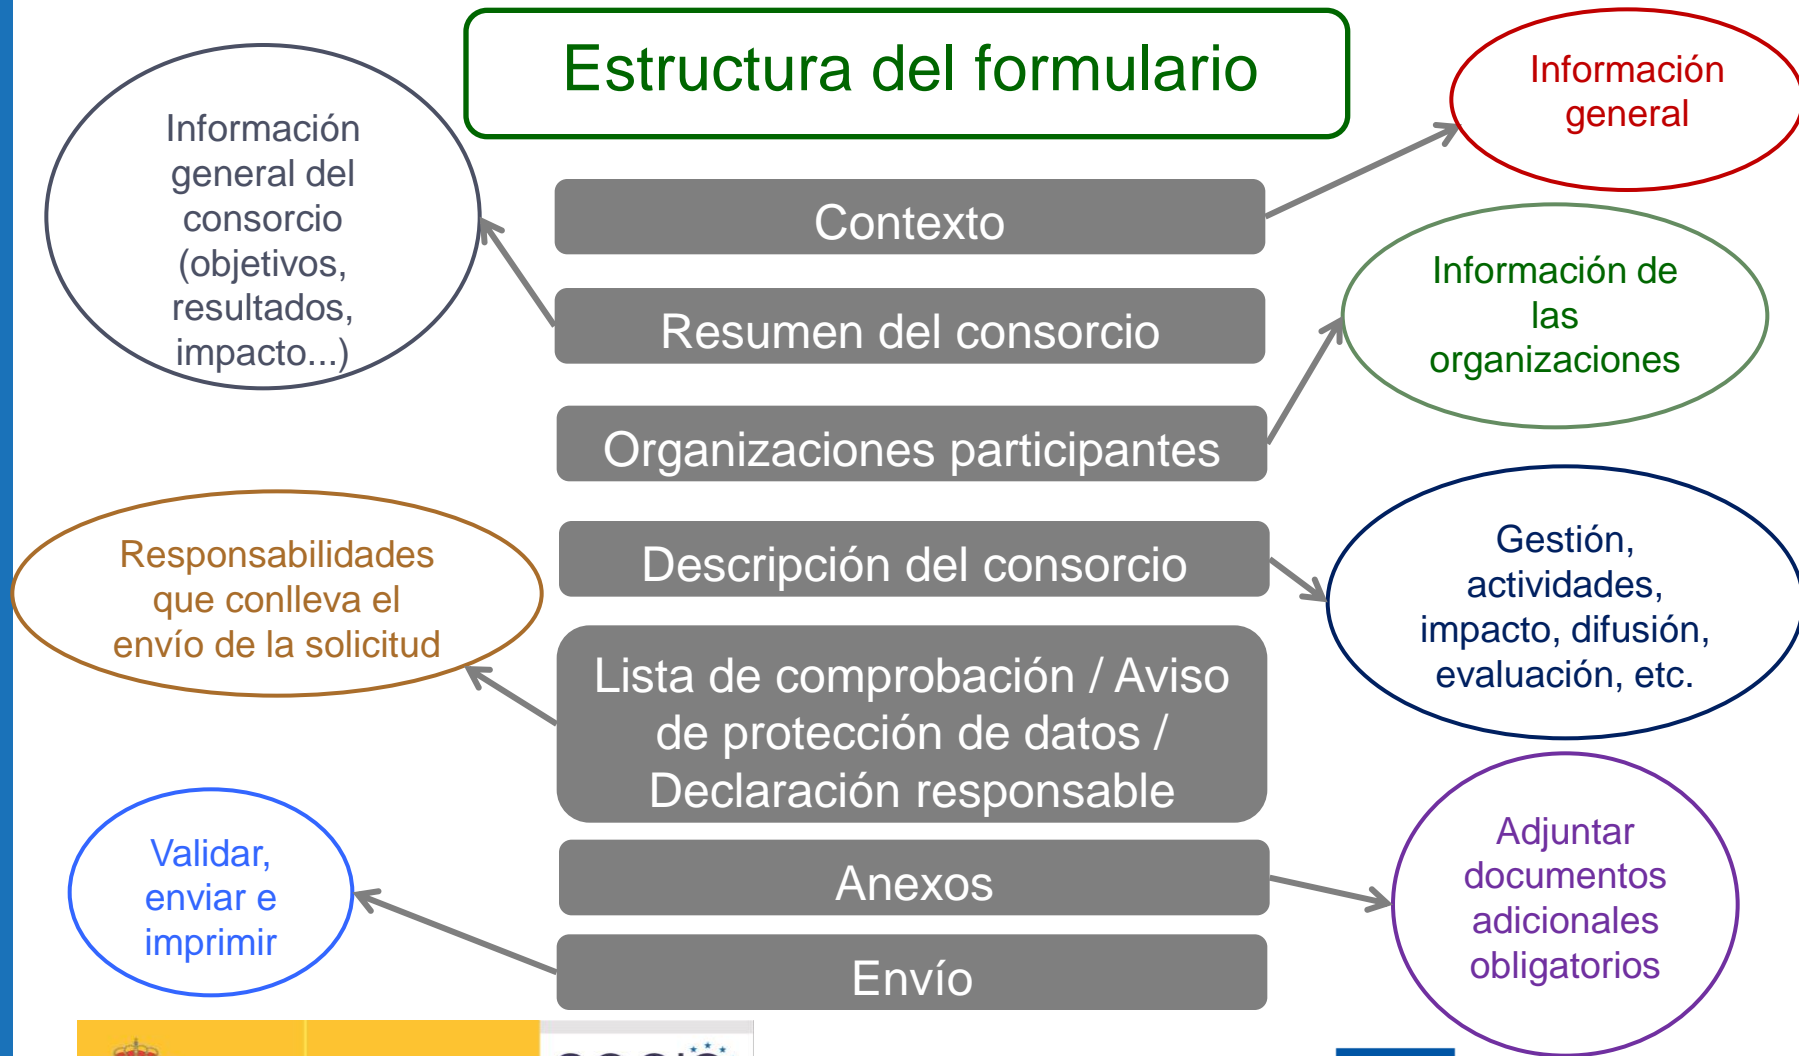 Estructura del formulario
Información
general
Información
general del
consorcio
(objetivos,
resultados,
impacto...)
Contexto
Resumen del consorcio
Información de
las
organizaciones
Organizaciones participantes
Responsabilidades
que conlleva el
envío de la solicitud
Descripción del consorcio
Gestión,
actividades,
impacto, difusión,
evaluación, etc.
Lista de comprobación / Aviso
de protección de datos /
Declaración responsable
Validar,
enviar e
imprimir
Anexos
Adjuntar
documentos
adicionales
obligatorios
Envío